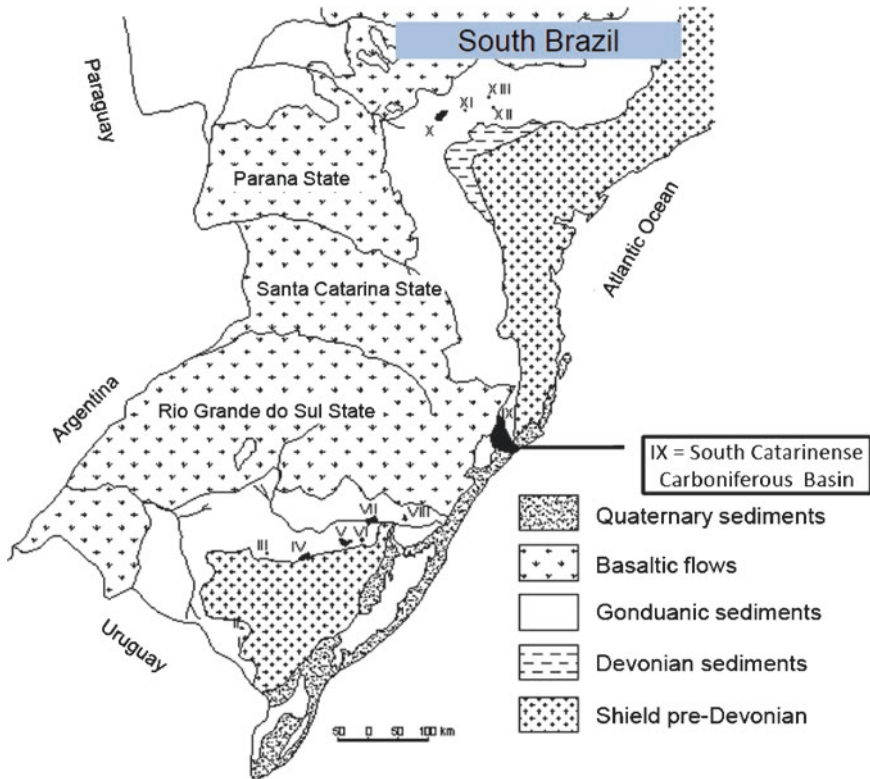 South Brazil
Paraguay
X III
XI
X II
X
Parana State
Atlantic Ocean
Santa Catarina State
Argentina
Rio Grande do Sul State
IX
IX = South Catarinense
Carboniferous Basin
VII
VIII
III
IV
V
VI
II
I
Uruguay
Quaternary sediments
Basaltic flows
Gonduanic sediments
Devonian sediments
Shield pre-Devonian
50 0 50 100 km